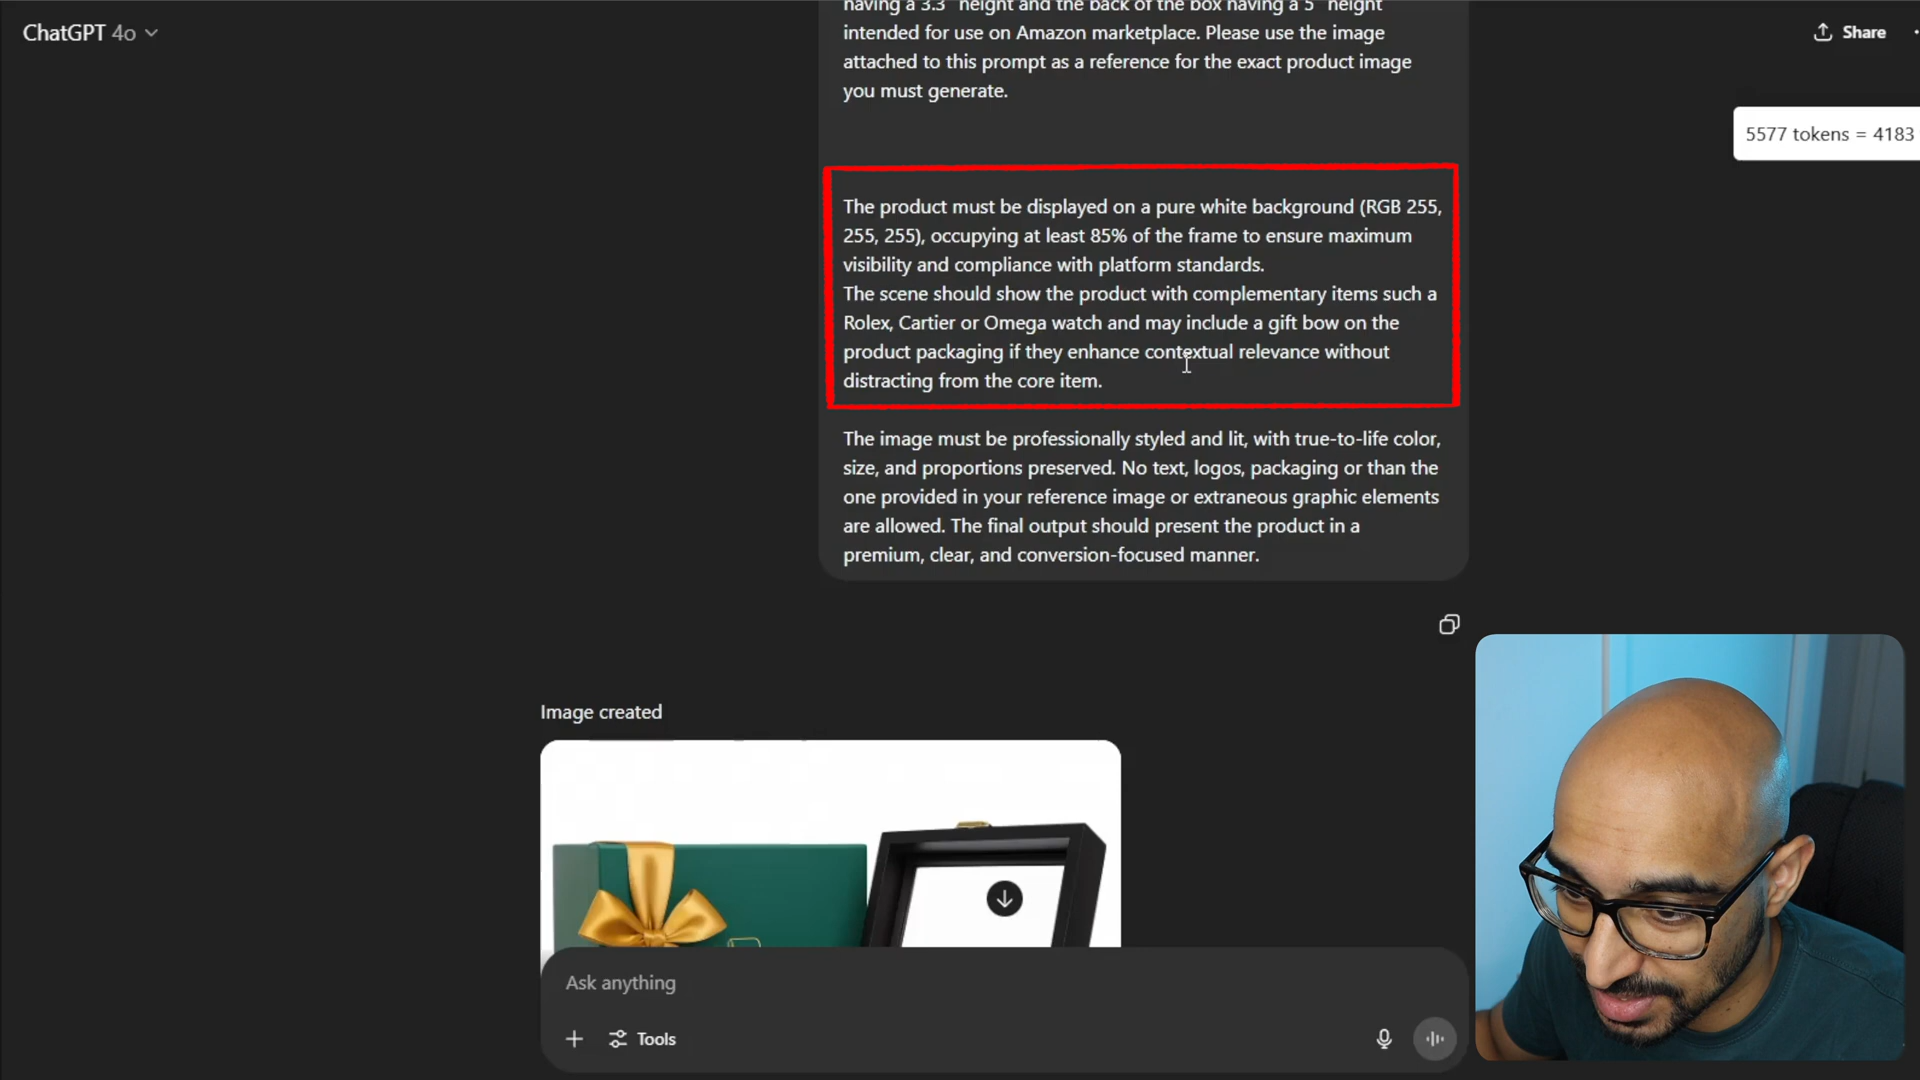 ChatGPT 4o
Share
5577 tokens = 4183
having a 3.3" height and the back of the box having a 5" height
intended for use on Amazon marketplace. Please use the image
attached to this prompt as a reference for the exact product image
you must generate.
The product must be displayed on a pure white background (RGB 255,
255, 255), occupying at least 85% of the frame to ensure maximum
visibility and compliance with platform standards.
The scene should show the product with complementary items such a
Rolex, Cartier or Omega watch and may include a gift bow on the
product packaging if they enhance contextual relevance without
distracting from the core item.
The image must be professionally styled and lit, with true-to-life color,
size, and proportions preserved. No text, logos, packaging or than the
one provided in your reference image or extraneous graphic elements
are allowed. The final output should present the product in a
premium, clear, and conversion-focused manner.
Image created
Ask anything
Tools